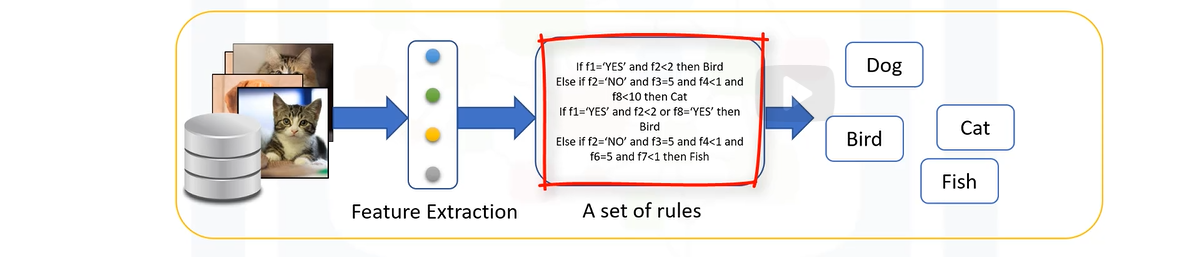 If f1='YES' and f2<2 then Bird
Else if f2='NO' and f3=5 and f4<1 and
f8<10 then Cat
If f1='YES' and f2<2 or f8='YES' then
Bird
Else if f2='NO' and f3=5 and f4<1 and
f6=5 and f7<1 then Fish
Feature Extraction
A set of rules
Dog
Cat
Bird
Fish